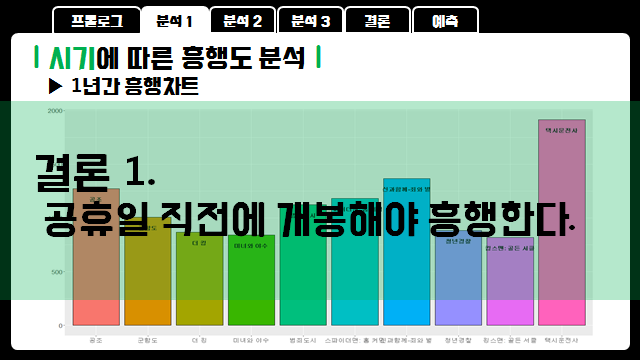 프롤로그
분석 1
분석 2
분석 3
결론
예측
| 시기에 따른 흥행도 분석 |
▶ 1년간 흥행차트
2000
택시운전사
신과함께-죄와 벌
결론 1.
공조
공휴일 직전에 개봉해야 흥행한다.
더 킹
미녀와 야수
청년경찰
킹스맨: 골든 서클
500
0
공조
군함도
더 킹
미녀와 야수
범죄도시
스파이더맨: 홈 커밍
신과함께-죄와 벌
청년경찰
킹스맨: 골든 서클
택시운전사